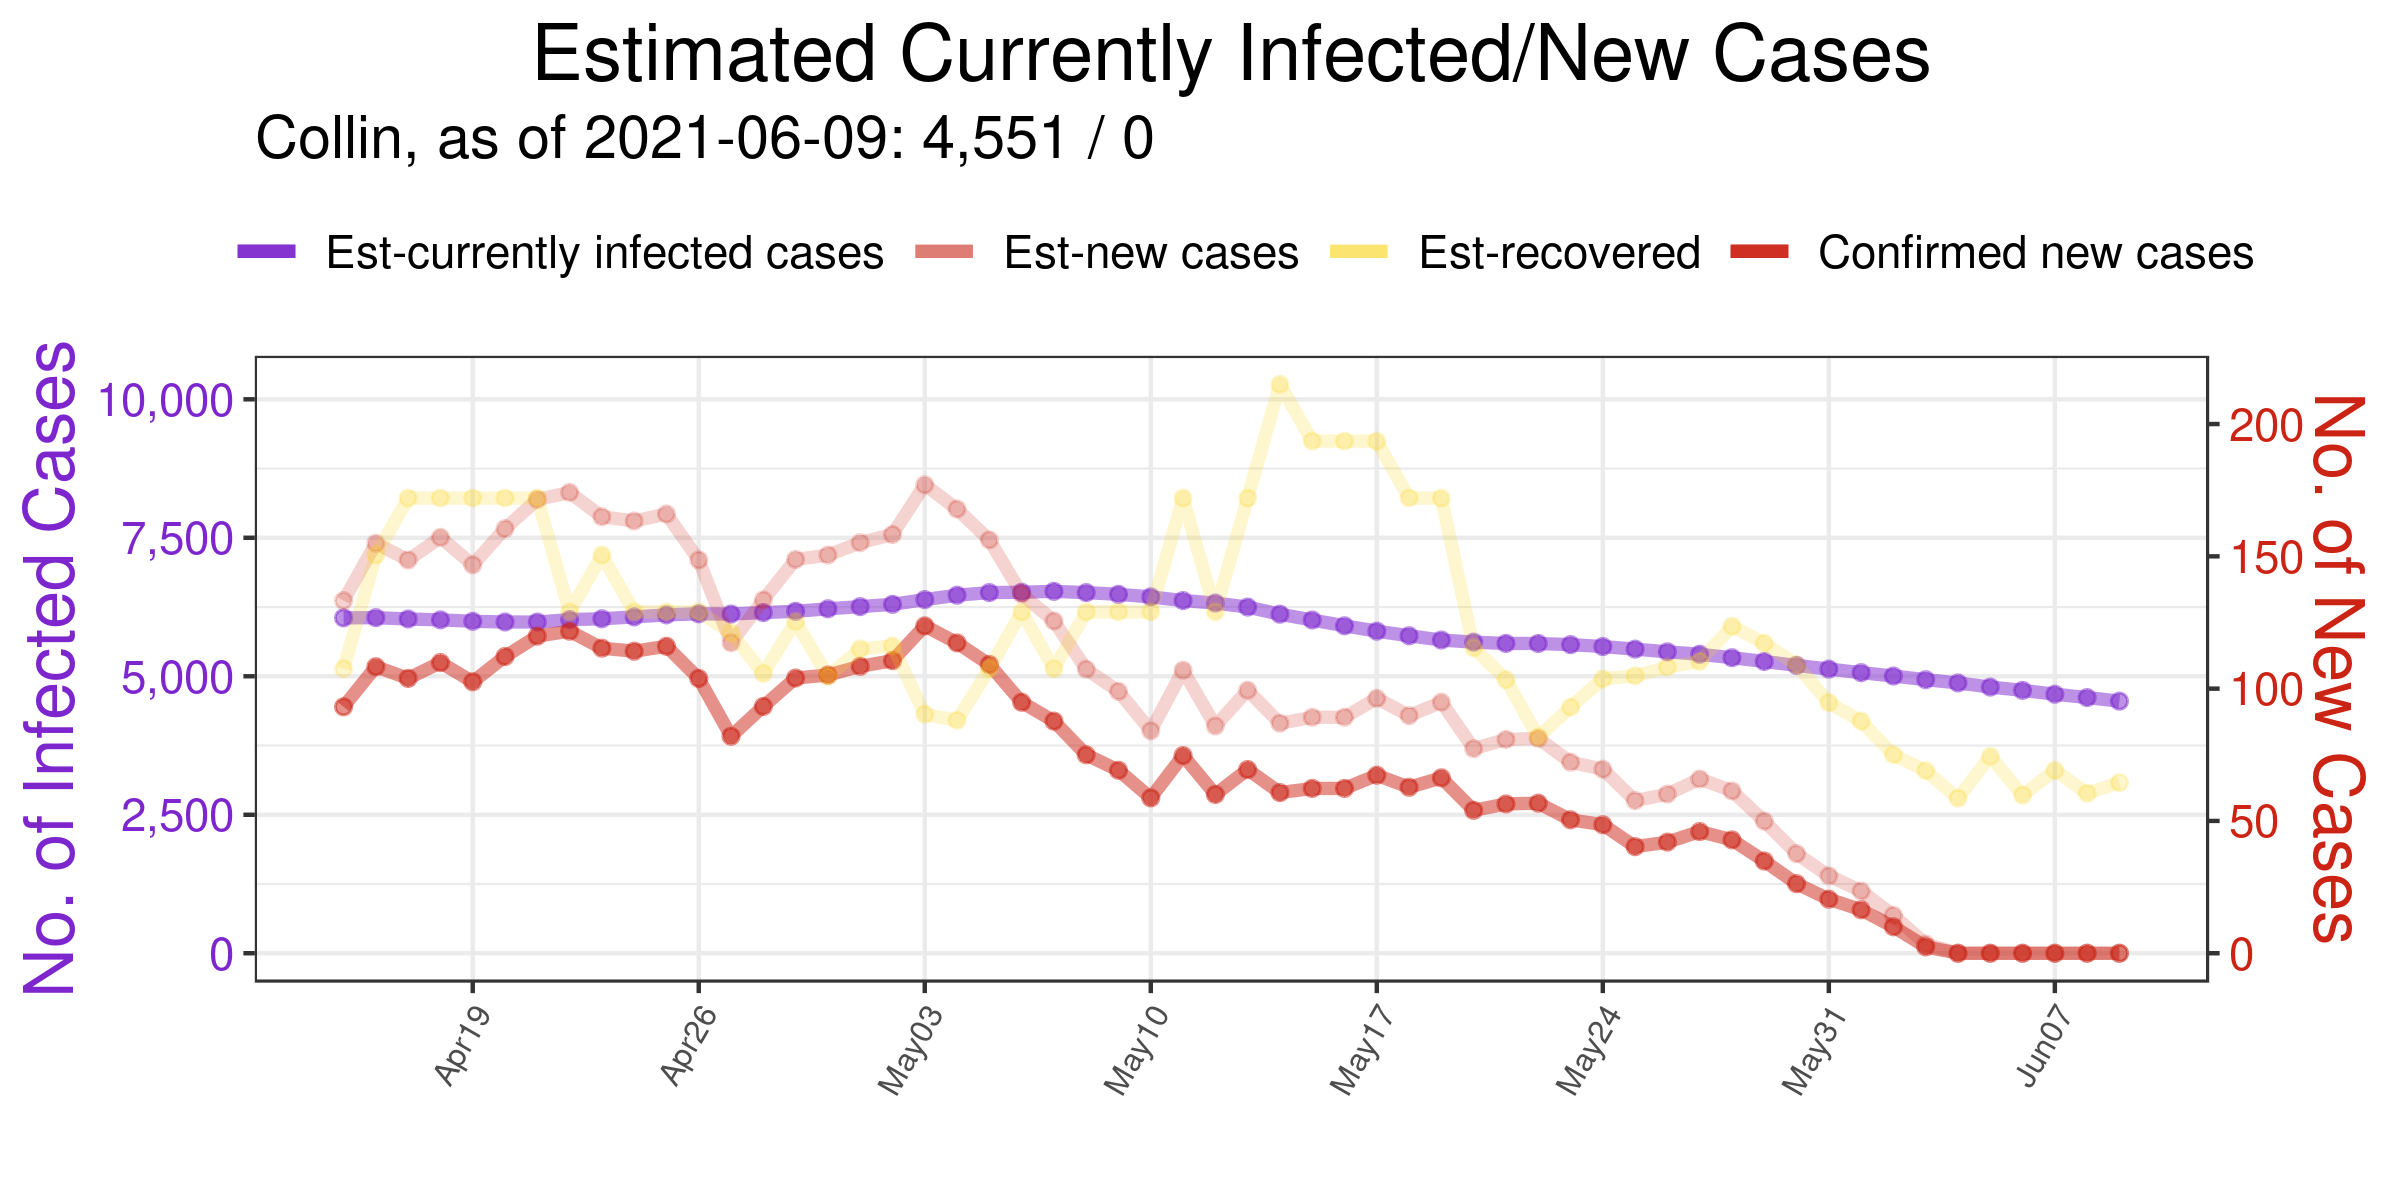 Estimated Currently Infected/New Cases
Collin, as of 2021-06-09: 4,551 / 0
Est-currently infected cases Est-new cases Est-recovered Confirmed new cases
No. of Infected Cases
10,000
7,500
5,000
2,500
0
200
150
100
50
0
No. of New Cases
Apr19 Apr26 May03 May10 May17 May24 May31 Jun07